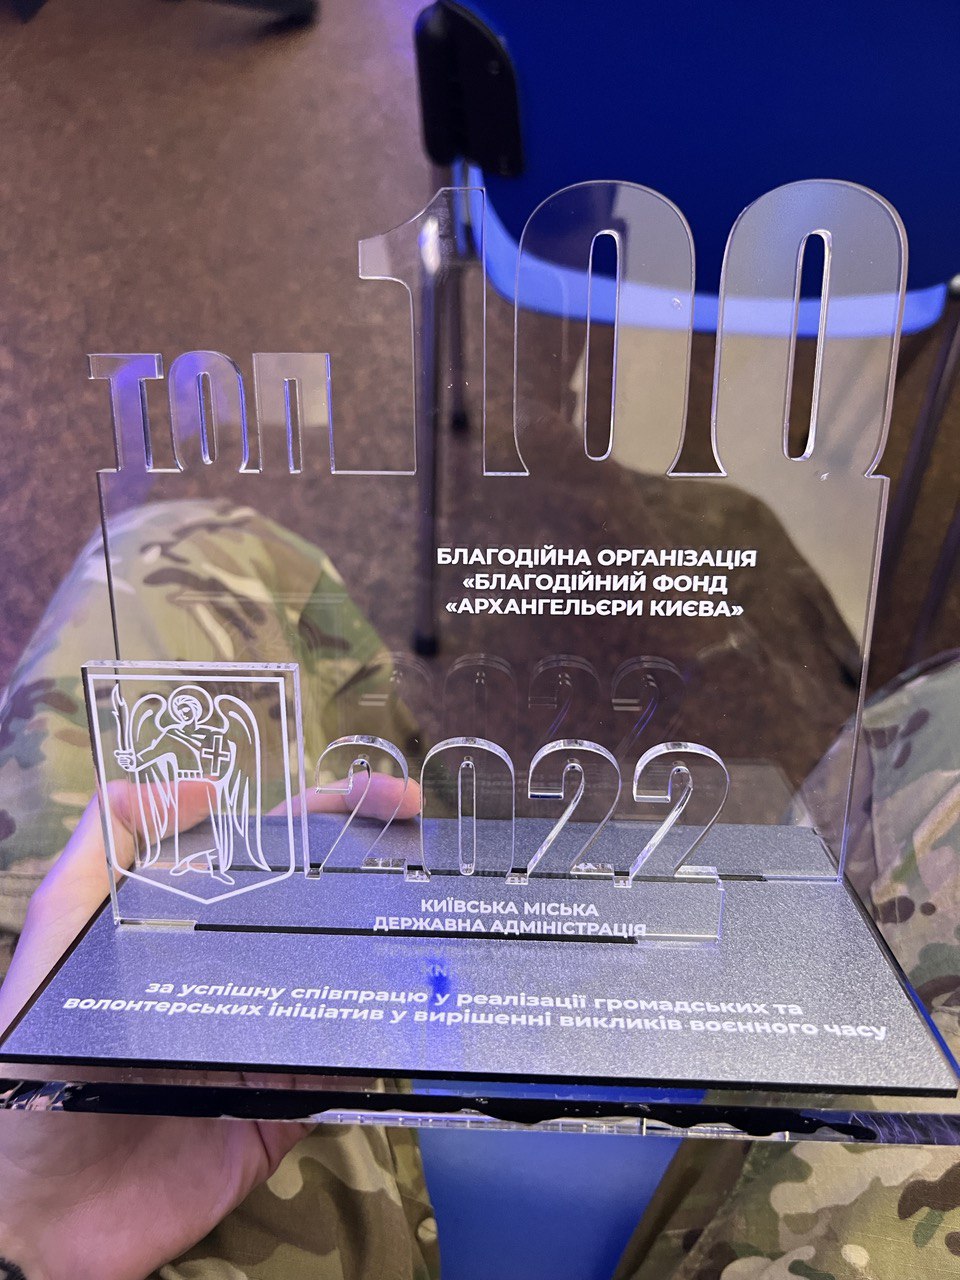 ТОП 100
БЛАГОДІЙНА ОРГАНІЗАЦІЯ
«БЛАГОДІЙНИЙ ФОНД
«АРХАНГЕЛЬЄРИ КИЄВА»
2022
КИЇВСЬКА МІСЬКА
ДЕРЖАВНА АДМІНІСТРАЦІЯ
за успішну співпрацю у реалізації громадських та
волонтерських ініціатив у вирішенні викликів воєнного часу